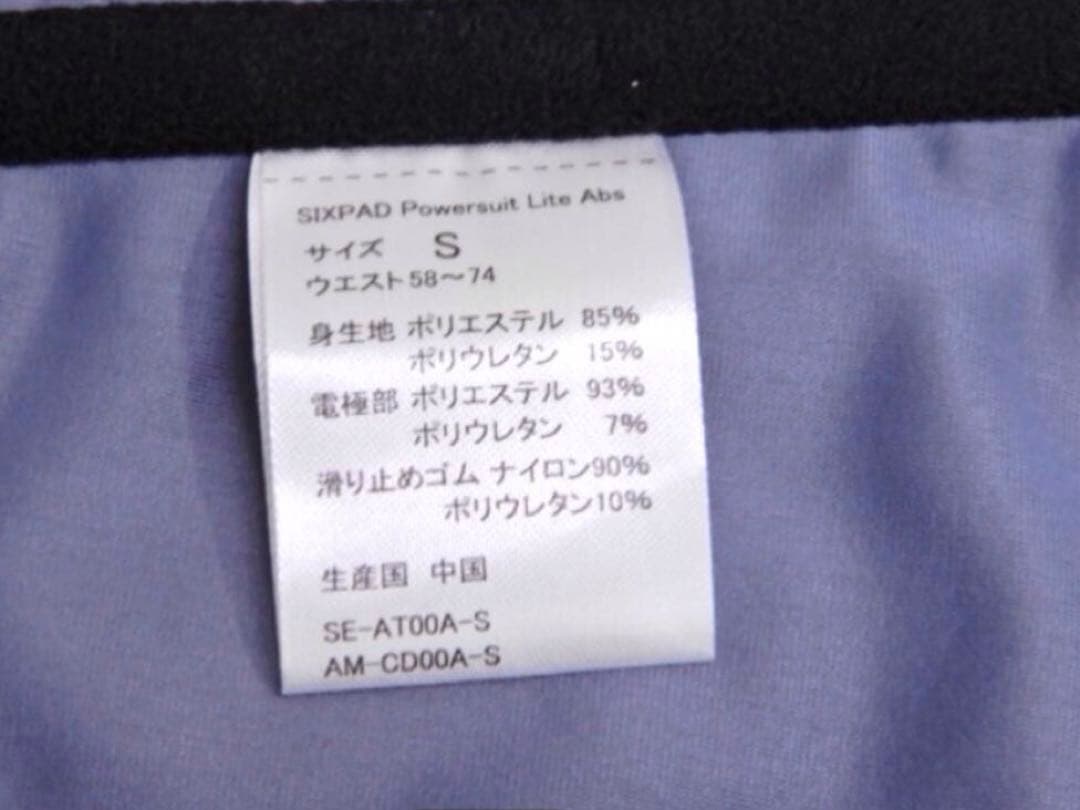 SIXPAD Powersuit Lite Abs
サイズ S
ウエスト58～74
身生地 ポリエステル 85%
ポリウレタン 15%
電極部 ポリエステル 93%
ポリウレタン 7%
滑り止めゴム ナイロン90%
ポリウレタン10%
生産国 中国
SE-AT00A-S
AM-CD00A-S